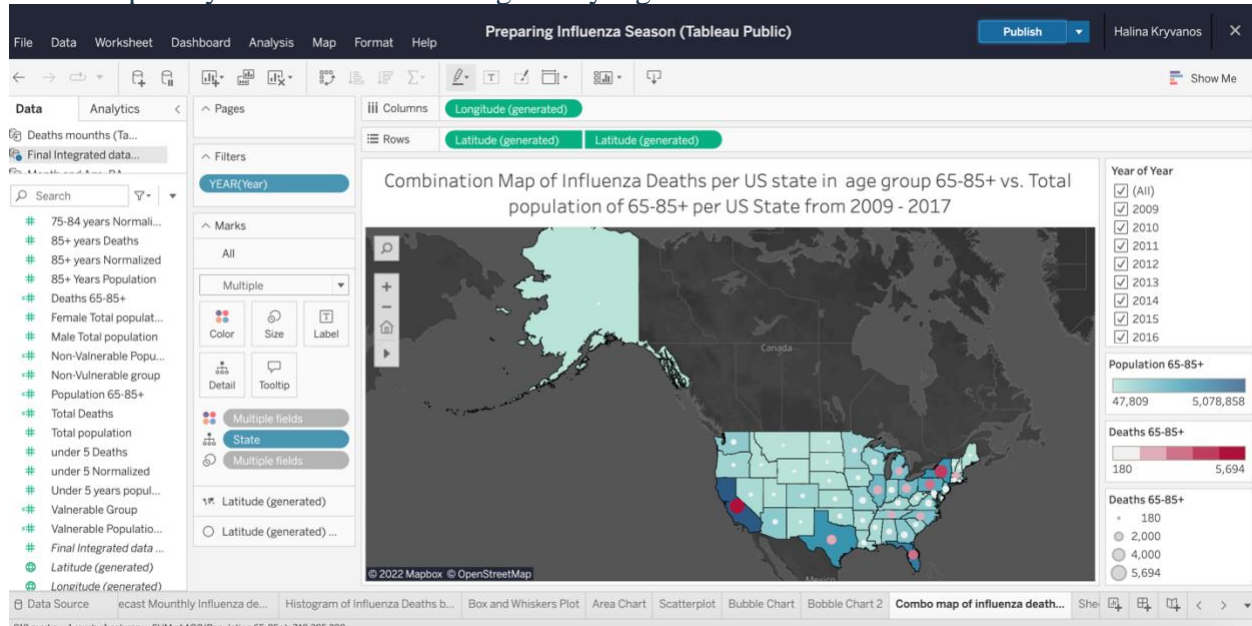 Preparing Influenza Season (Tableau Public)
File Data Worksheet Dashboard Analysis Map Format Help
Publish
Halina Kryvanos
Show Me
Data Analytics
Deaths mounths (Ta...
Final Integrated data...
Search
75-84 years Normali...
85+ years Deaths
85+ years Normalized
85+ Years Population
Deaths 65-85+
Female Total populat...
Male Total population
Non-Valnerable Popu...
Non-Vulnerable group
Population 65-85+
Total Deaths
Total population
under 5 Deaths
under 5 Normalized
Under 5 years popul...
Valnerable Group
Valnerable Populatio...
Final Integrated data ...
Latitude (generated)
Longitude (generated)
Pages
Filters
YEAR(Year)
Marks
All
Multiple
Color Size Label
Detail Tooltip
Multiple fields
State
Multiple fields
Latitude (generated)
Latitude (generated) ...
Columns Longitude (generated)
Rows Latitude (generated) Latitude (generated)
Combination Map of Influenza Deaths per US state in age group 65-85+ vs. Total
population of 65-85+ per US State from 2009 - 2017
Canada
Mexico
© 2022 Mapbox © OpenStreetMap
Year of Year
(All)
2009
2010
2011
2012
2013
2014
2015
2016
Population 65-85+
47,809 5,078,858
Deaths 65-85+
180 5,694
Deaths 65-85+
180
2,000
4,000
5,694
Data Source ecast Mounthly Influenza de... Histogram of Influenza Deaths b... Box and Whiskers Plot Area Chart Scatterplot Bubble Chart Bobble Chart 2 Combo map of influenza death... She